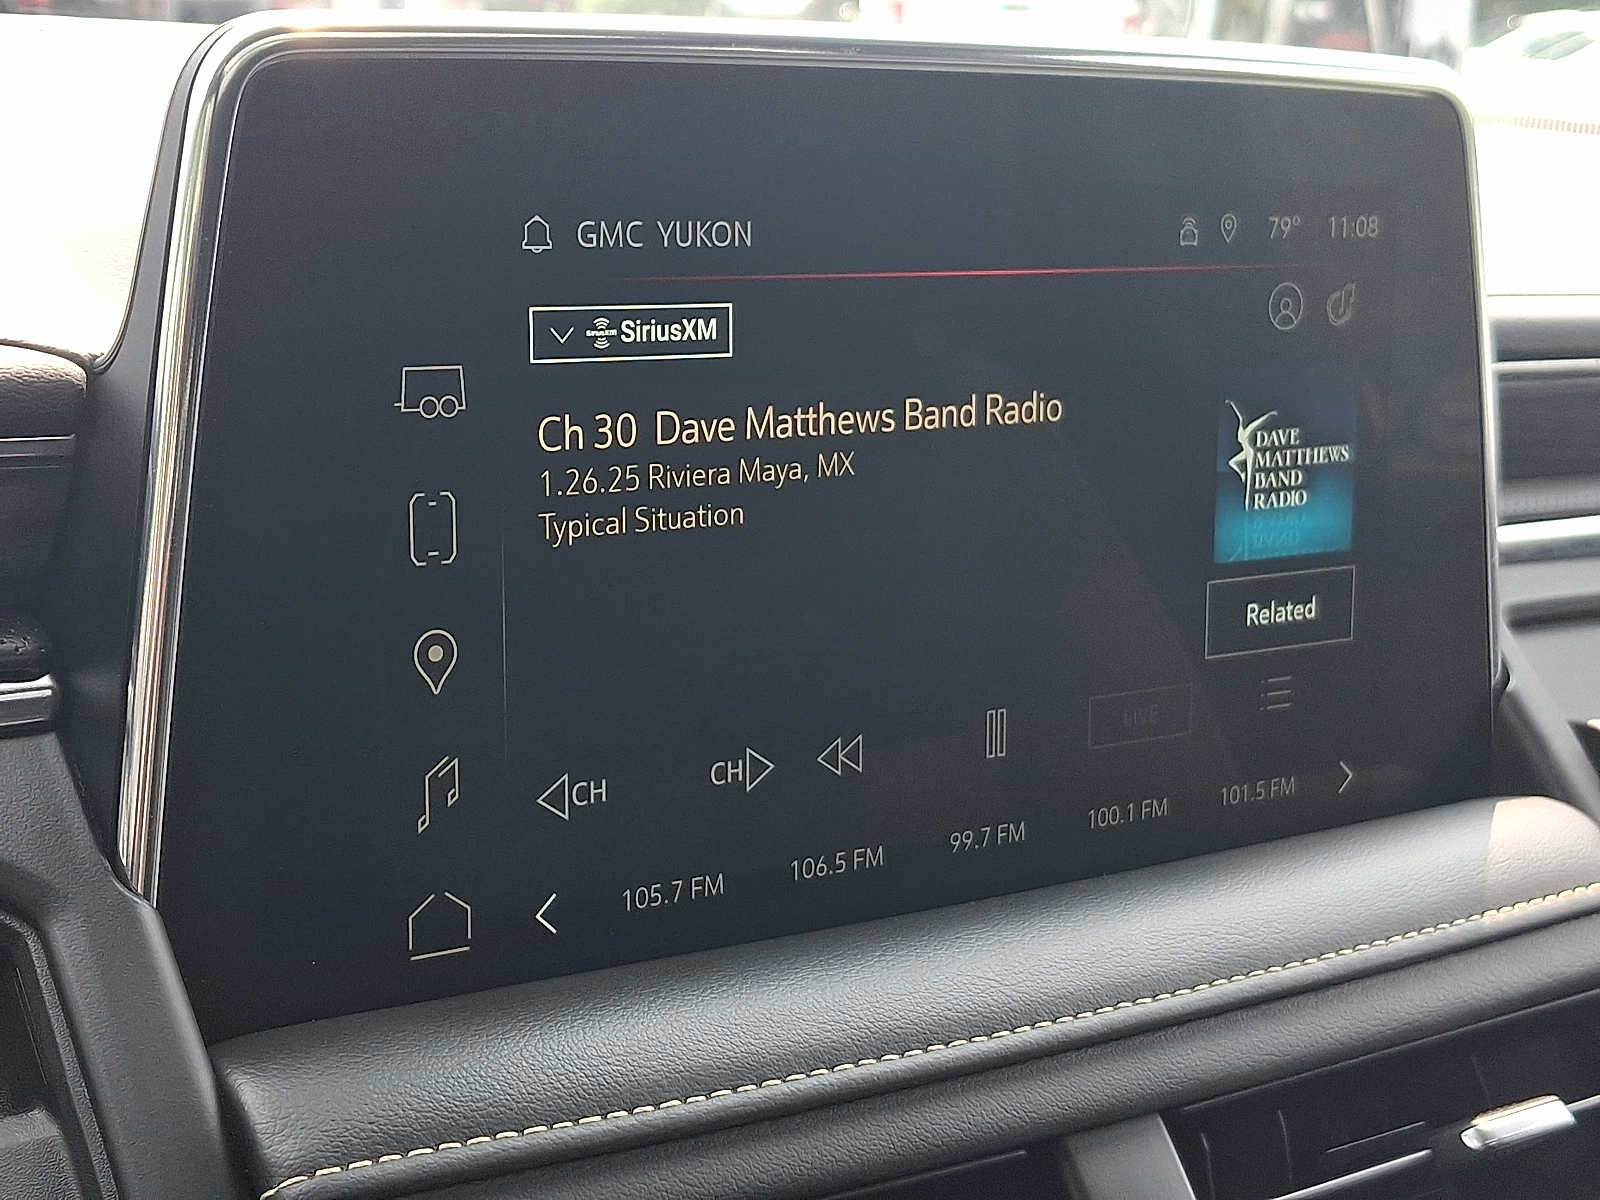 GMC YUKON
79° 11:08
SiriusXM
Ch 30 Dave Matthews Band Radio
1.26.25 Riviera Maya, MX
Typical Situation
DAVE
MATTHEWS
BAND
RADIO
Related
LIVE
CH CH
105.7 FM 106.5 FM 99.7 FM 100.1 FM 101.5 FM